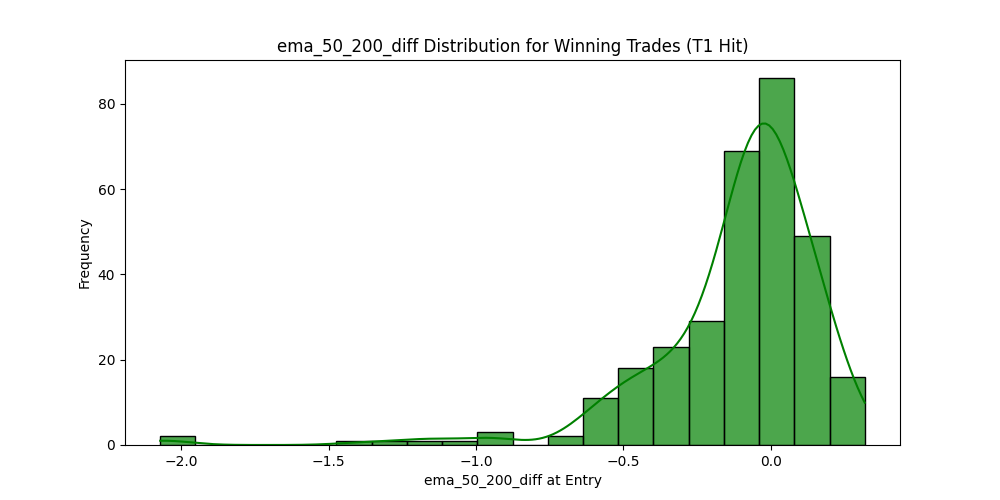 ema_50_200_diff Distribution for Winning Trades (T1 Hit)
Frequency
80
60
40
20
0
−2.0 −1.5 −1.0 −0.5 0.0
ema_50_200_diff at Entry